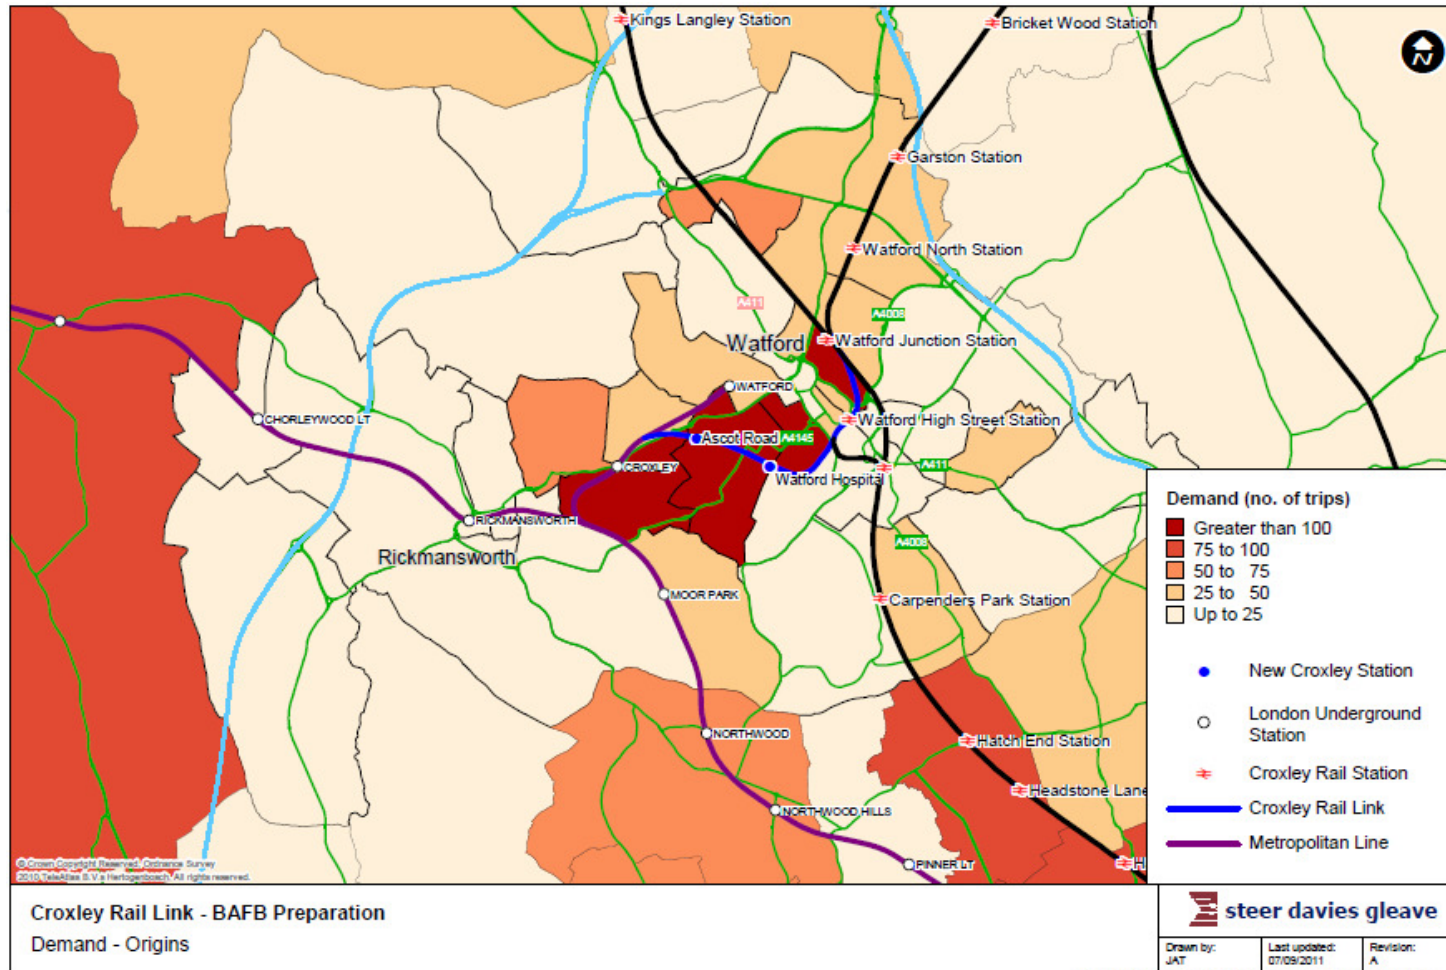 Kings Langley Station
Bricket Wood Station
N
Garston Station
Watford North Station
A411
A4008
Watford
Watford Junction Station
WATFORD
CHORLEYWOOD LT
Watford High Street Station
Ascot Road
A4145
CROXLEY
Watford Hospital
A411
RICKMANSWORTH
Rickmansworth
A4008
MOOR PARK
Carpenders Park Station
NORTHWOOD
Hatch End Station
Headstone Lane
NORTHWOOD HILLS
PINNER LT
H
Demand (no. of trips)
Greater than 100
75 to 100
50 to 75
25 to 50
Up to 25
New Croxley Station
London Underground
Station
Croxley Rail Station
Croxley Rail Link
Metropolitan Line
© Crown Copyright Reserved, Ordnance Survey
2010, TeleAtlas B.V.s Hertogenbosch, All rights reserved.
Croxley Rail Link - BAFB Preparation
Demand - Origins
steer davies gleave
Drawn by:
JAT
Last updated:
07/09/2011
Revision:
A